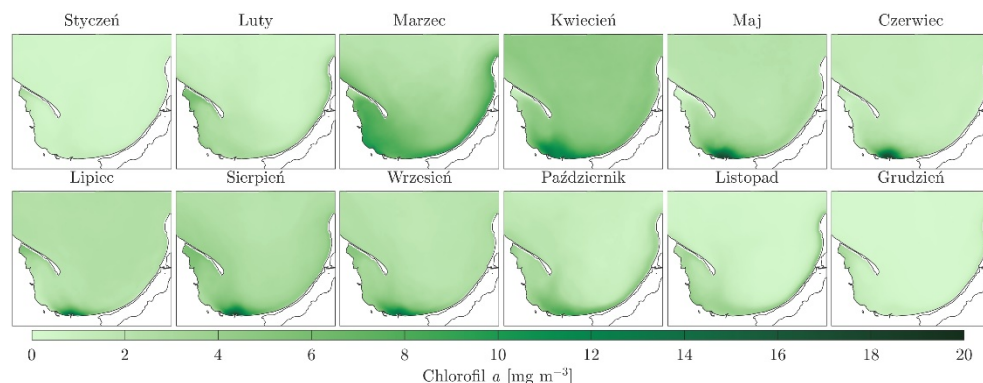 Styczeń Luty Marzec Kwiecień Maj Czerwiec
Lipiec Sierpień Wrzesień Październik Listopad Grudzień
0 2 4 6 8 10 12 14 16 18 20
Chlorofil a [mg m⁻³]